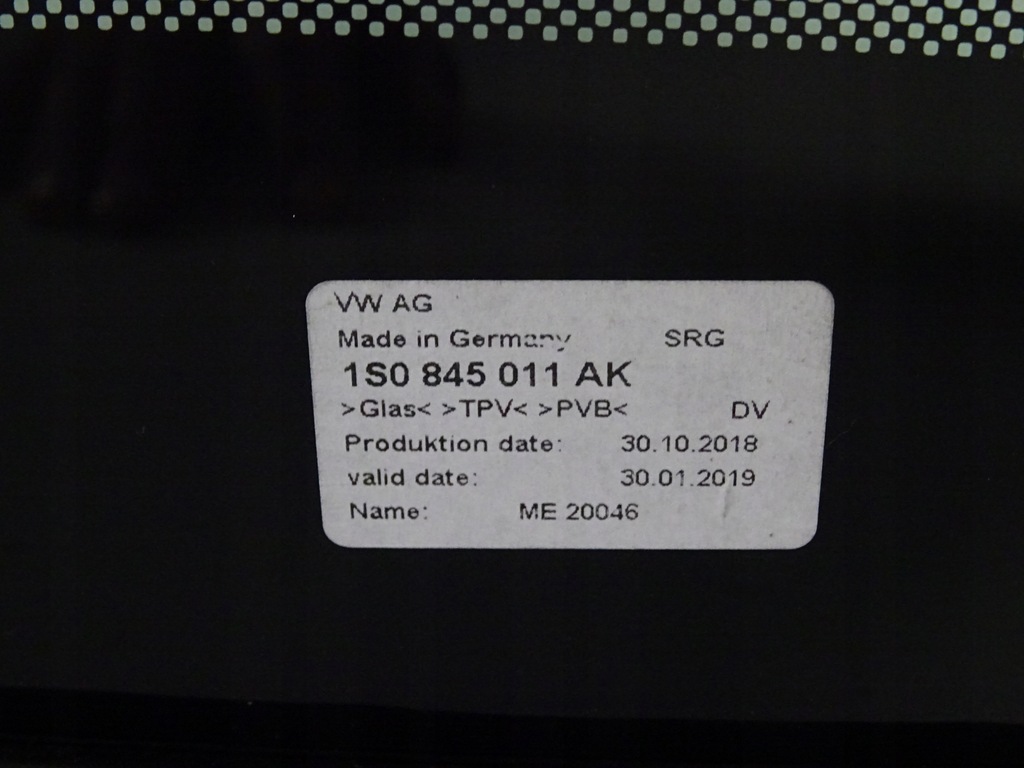 VW AG
Made in Germany SRG
1S0 845 011 AK
>Glas< >TPV< >PVB< DV
Produktion date: 30.10.2018
valid date: 30.01.2019
Name: ME 20046